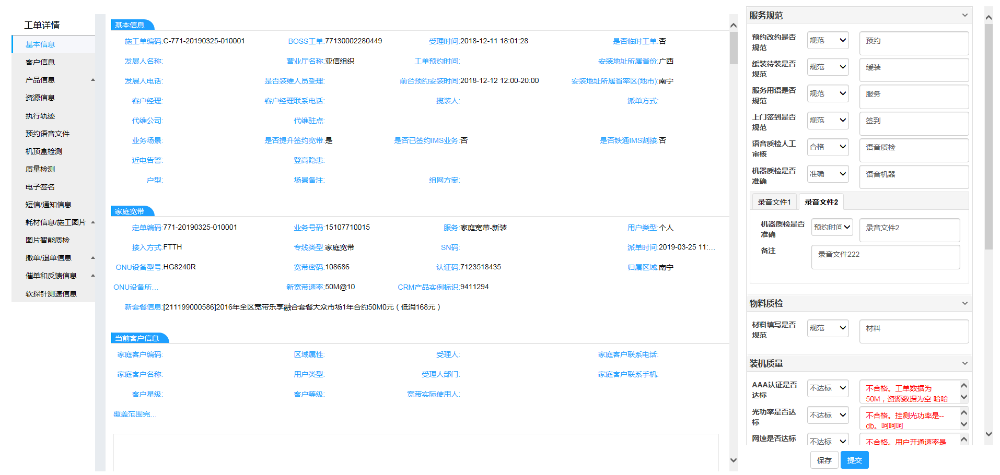 工单详情
基本信息
客户信息
产品信息
资源信息
执行轨迹
预约语音文件
机顶盒检测
质量检测
电子签名
短信/通知信息
耗材信息/施工图片
图片智能质检
撤单/退单信息
催单和反馈信息
软探针测速信息
基本信息
施工单编码:C-771-20190325-010001 BOSS工单:77130002280449 受理时间:2018-12-11 18:01:28 是否临时工单:否
发展人名称: 营业厅名称:亚信组织 工单预约时间: 安装地址所属省份:广西
发展人电话: 是否装维人员受理: 前台预约安装时间:2018-12-12 12:00-20:00 安装地址所属省率区(地市):南宁
客户经理: 客户经理联系电话: 揽装人: 派单方式:
代维公司: 代维驻点:
业务场景: 是否提升签约宽带:是 是否已签约IMS业务:否 是否铁通IMS割接:否
近电告警: 登高隐患:
户型: 场景备注: 组网方案:
家庭宽带
定单编码:771-20190325-010001 业务号码:15107710015 服务:家庭宽带-新装 用户类型:个人
接入方式:FTTH 专线类型:家庭宽带 SN码: 派单时间:2019-03-25 11:...
ONU设备型号:HG8240R 宽带密码:108686 认证码:7123518435 归属区域:南宁
ONU设备所... 新宽带速率:50M@10 CRM产品实例标识:9411294
新套餐信息:[211199000586]2016年全区宽带乐享融合套餐大众市场1年合约50M0元（低消168元）
当前客户信息
家庭客户编码: 区域属性: 受理人: 家庭客户联系电话:
家庭客户名称: 用户类型: 受理人部门: 家庭客户联系手机:
客户星级: 客户等级: 宽带实际使用人:
覆盖范围完...
服务规范
预约改约是否
规范
规范
预约
缓装待装是否
规范
规范
缓装
服务用语是否
规范
规范
服务
上门签到是否
规范
规范
签到
语音质检人工
审核
合格
语音质检
机器质检是否
准确
准确
语音机器
录音文件1 录音文件2
机器质检是否
准确
预约时间
录音文件2
备注
录音文件222
物料质检
材料填写是否
规范
规范
材料
装机质量
AAA认证是否
达标
不达标
不合格。工单数据为
50M，资源数据为空 哈哈
光功率是否达
标
不达标
不合格。挂测光功率是--
db。呵呵呵
网速是否达标
不达标
不合格。用户开通速率是
保存 提交